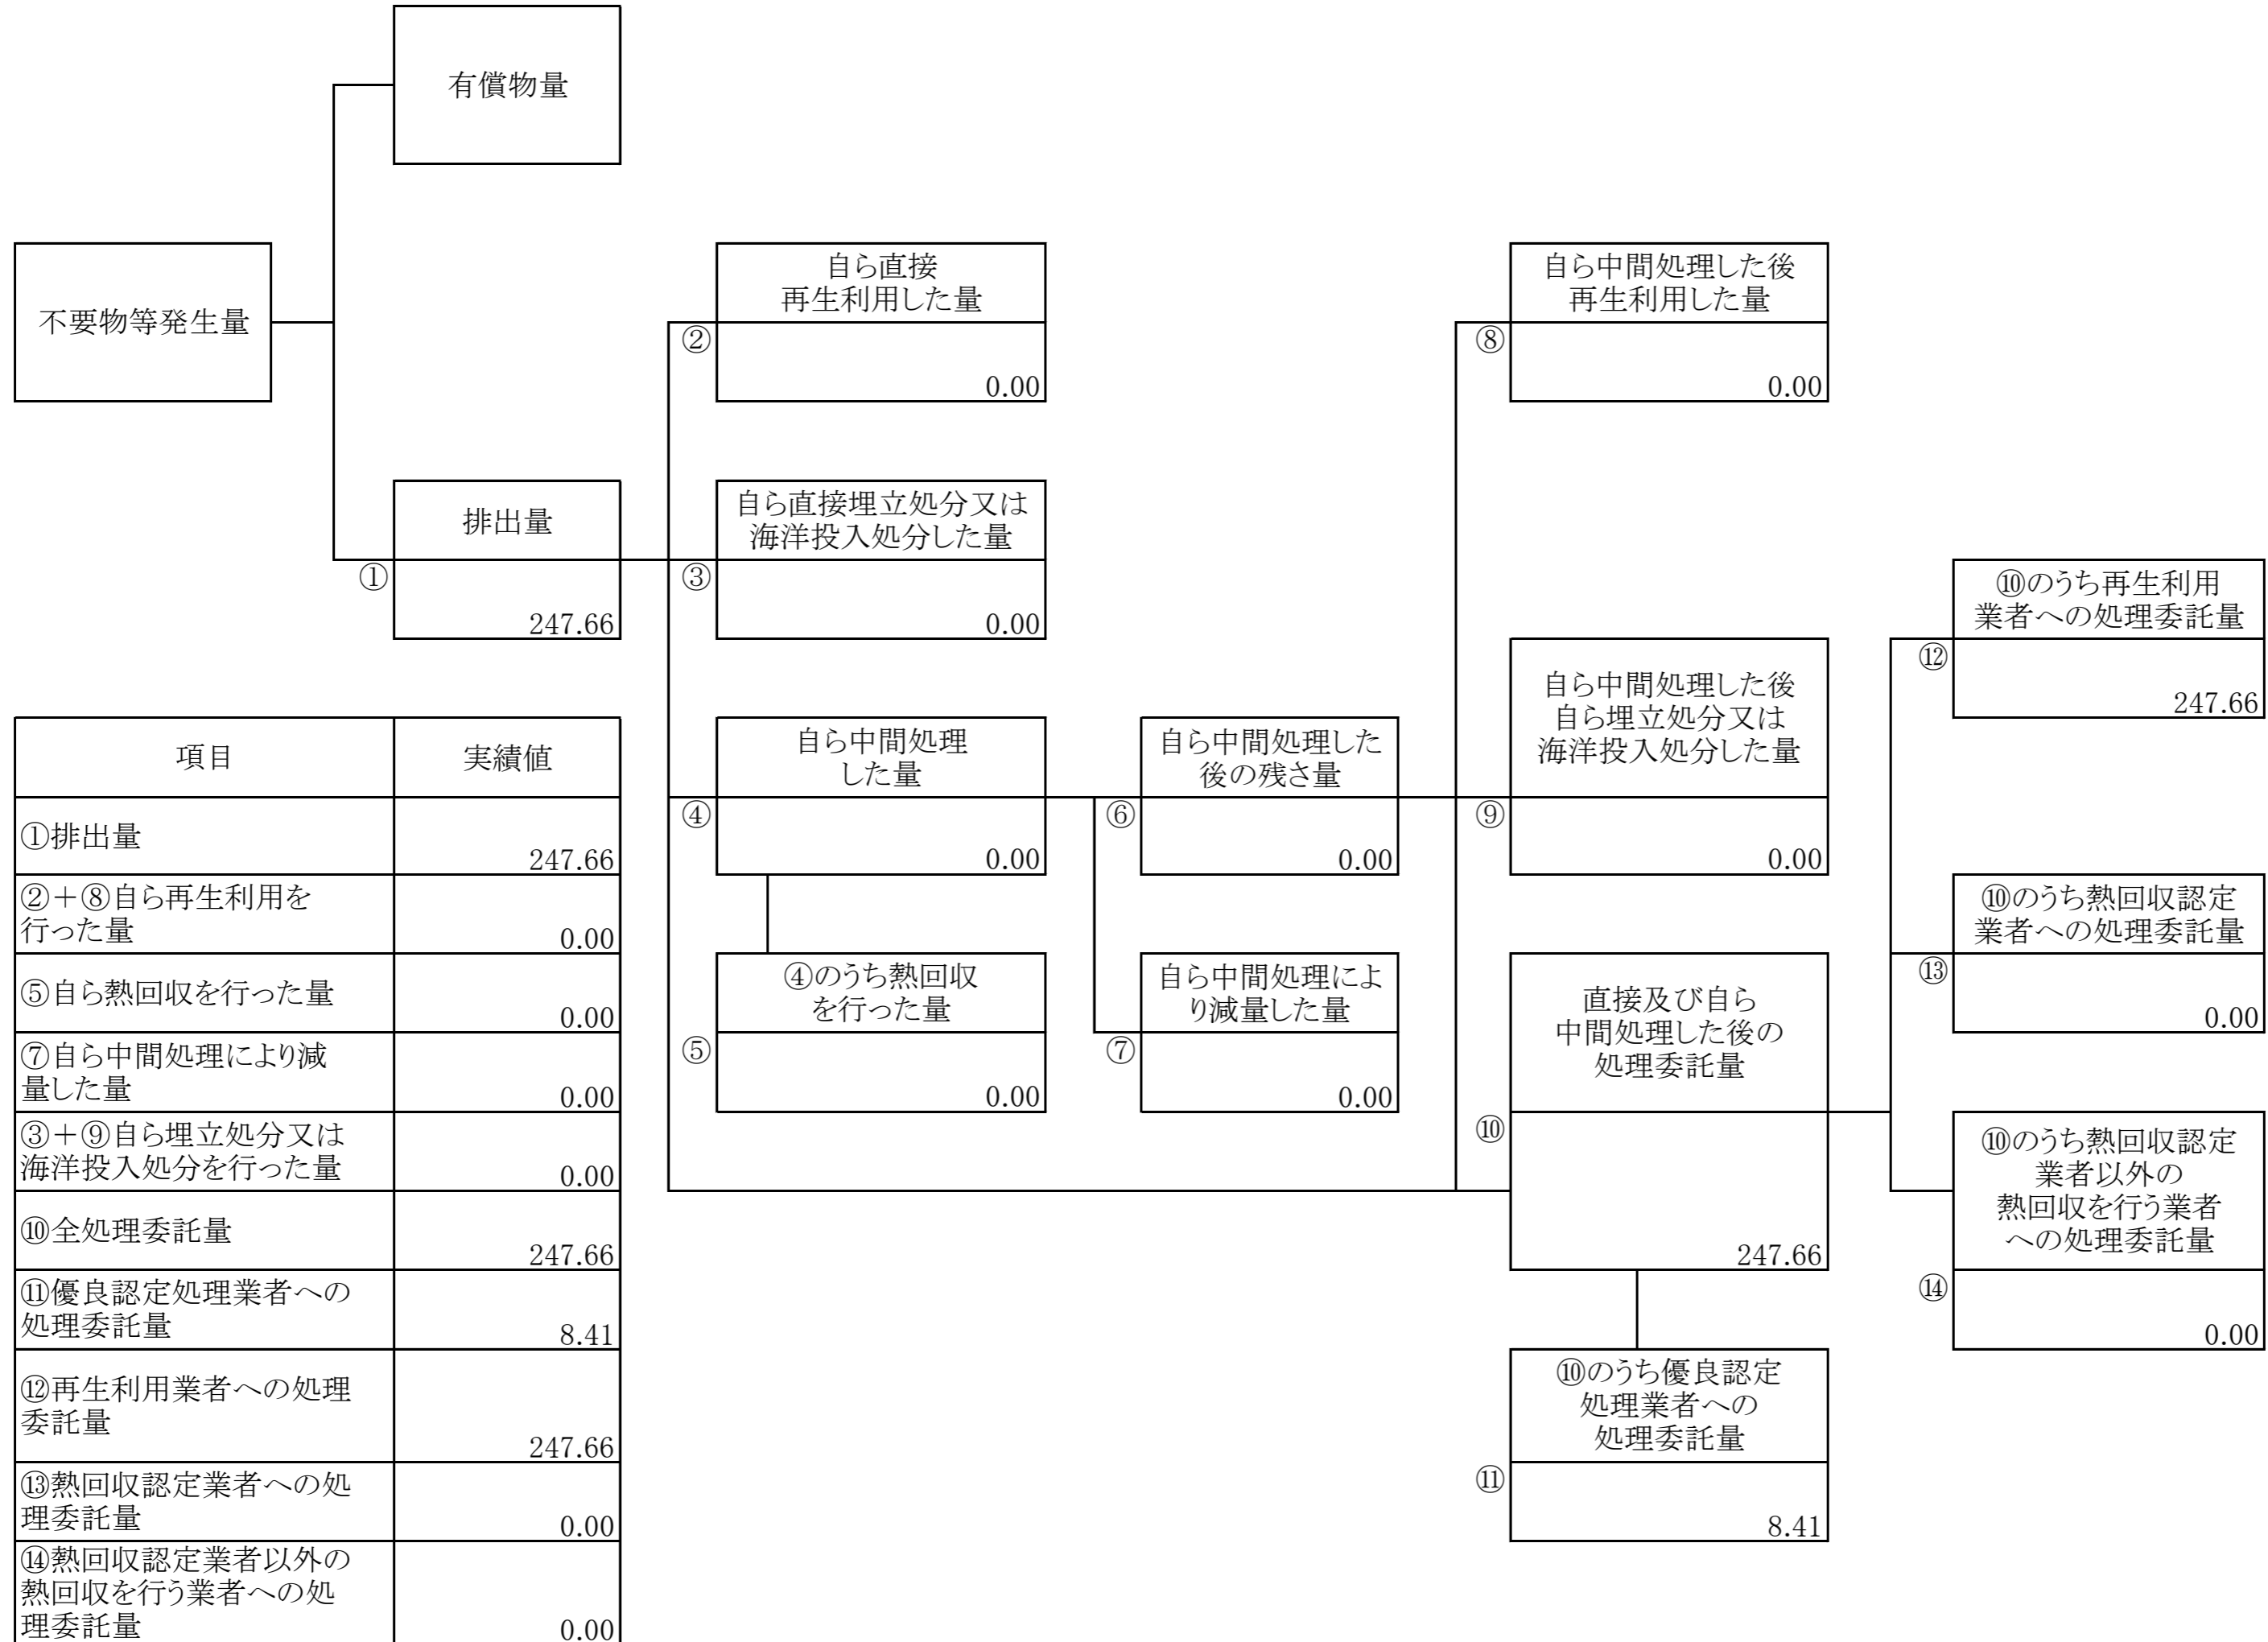 有償物量
不要物等発生量
自ら直接
再生利用した量
②
0.00
自ら中間処理した後
再生利用した量
⑧
0.00
排出量
①
247.66
自ら直接埋立処分又は
海洋投入処分した量
③
0.00
⑩のうち再生利用
業者への処理委託量
⑫
247.66
自ら中間処理
した量
④
0.00
自ら中間処理した
後の残さ量
⑥
0.00
自ら中間処理した後
自ら埋立処分又は
海洋投入処分した量
⑨
0.00
⑩のうち熱回収認定
業者への処理委託量
⑬
0.00
④のうち熱回収
を行った量
⑤
0.00
自ら中間処理によ
り減量した量
⑦
0.00
直接及び自ら
中間処理した後の
処理委託量
⑩
247.66
⑩のうち熱回収認定
業者以外の
熱回収を行う業者
への処理委託量
⑭
0.00
⑩のうち優良認定
処理業者への
処理委託量
⑪
8.41
項目
実績値
①排出量
247.66
②＋⑧自ら再生利用を
行った量
0.00
⑤自ら熱回収を行った量
0.00
⑦自ら中間処理により減
量した量
0.00
③＋⑨自ら埋立処分又は
海洋投入処分を行った量
0.00
⑩全処理委託量
247.66
⑪優良認定処理業者への
処理委託量
8.41
⑫再生利用業者への処理
委託量
247.66
⑬熱回収認定業者への処
理委託量
0.00
⑭熱回収認定業者以外の
熱回収を行う業者への処
理委託量
0.00